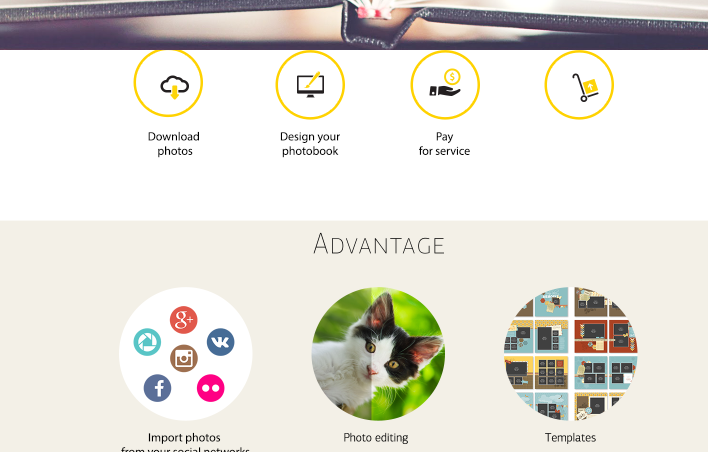 Download
photos
Design your
photobook
Pay
for service
ADVANTAGE
Import photos
from your social networks
Photo editing
Templates